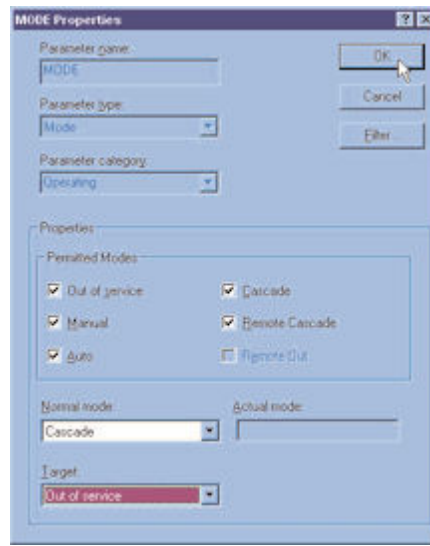 MODE Properties
Parameter name:
MODE
OK
Parameter type:
Mode
Cancel
Filter...
Parameter category:
Operating
Properties
Permitted Modes
Out of service
Cascade
Manual
Remote Cascade
Auto
Remote Out
Normal mode:
Actual mode:
Cascade
Target:
Out of service